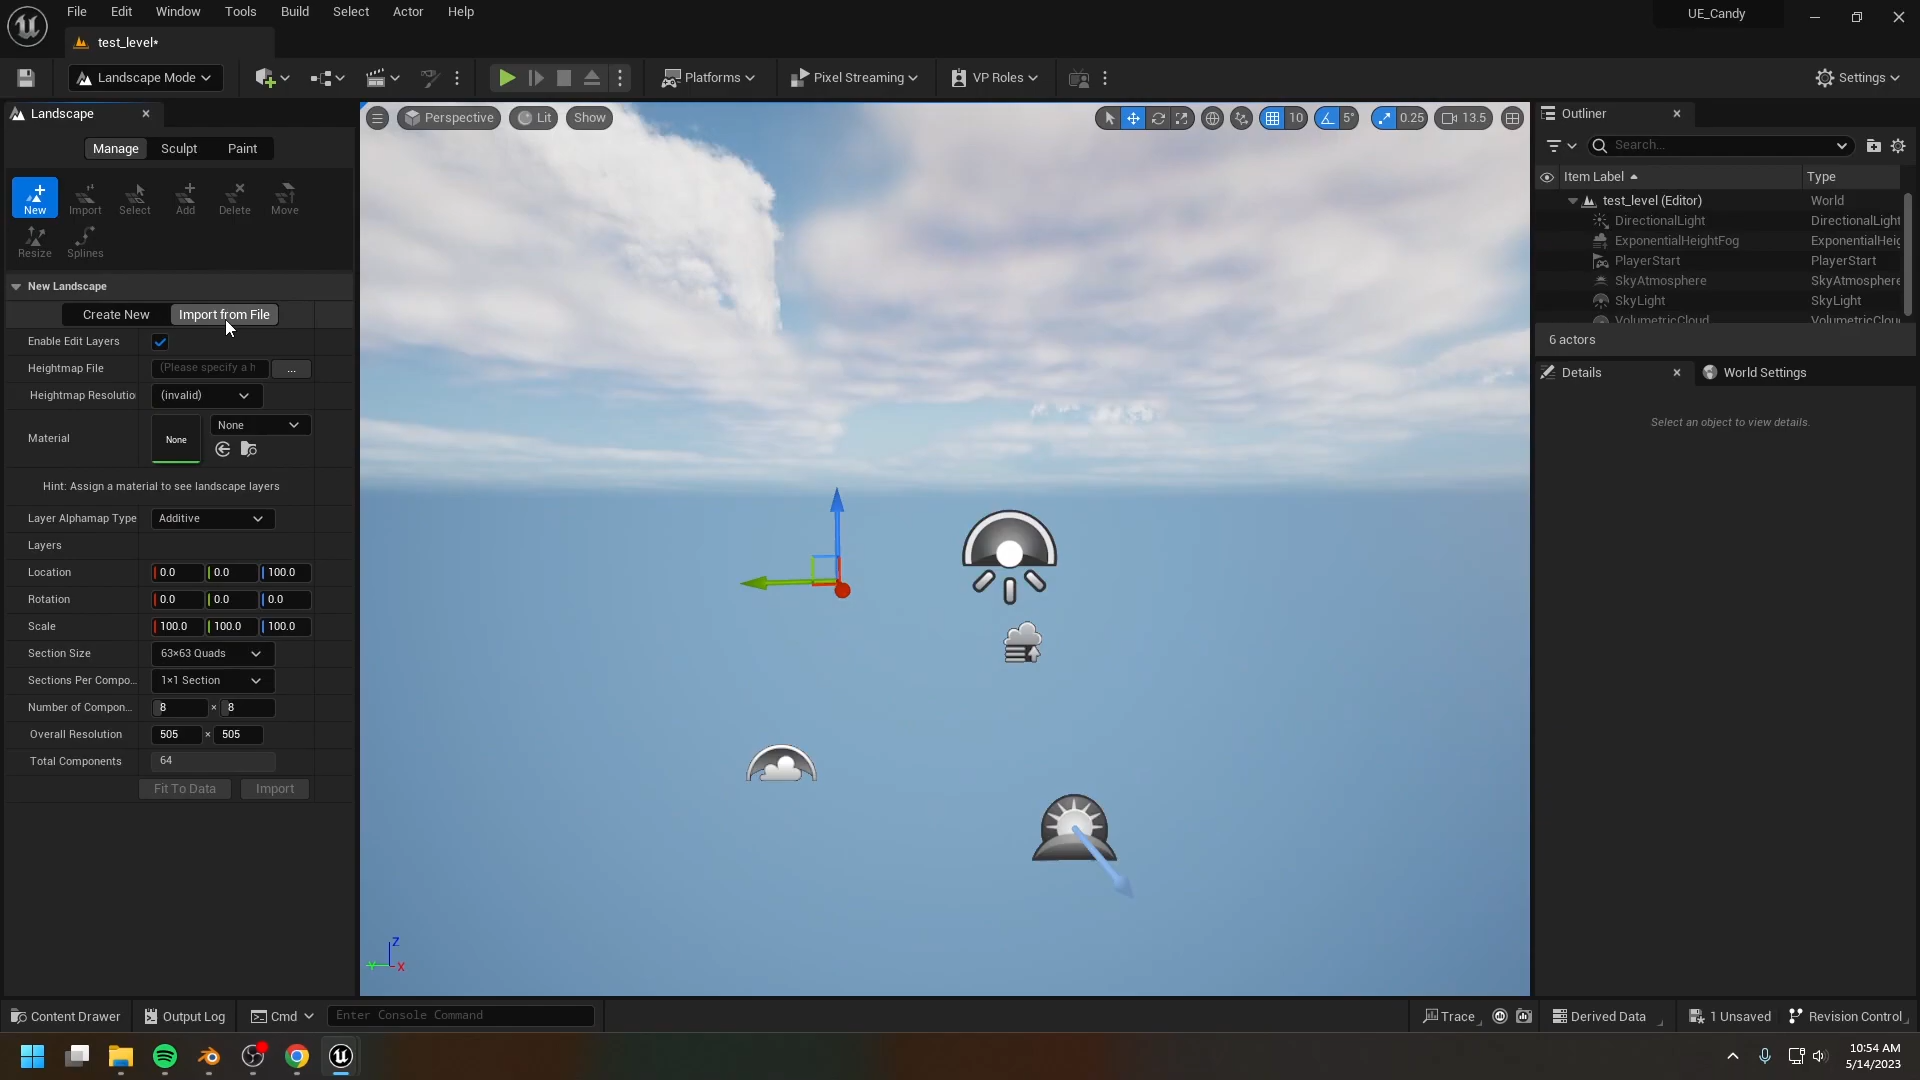 File Edit Window Tools Build Select Actor Help
UE_Candy
test_level*
Landscape Mode
Platforms
Pixel Streaming
VP Roles
Settings
Landscape
Manage Sculpt Paint
New Import Select Add Delete Move
Resize Splines
New Landscape
Create New Import from File
Enable Edit Layers
Heightmap File (Please specify a h ...
Heightmap Resolutio (invalid)
Material None None
Hint: Assign a material to see landscape layers
Layer Alphamap Type Additive
Layers
Location 0.0 0.0 100.0
Rotation 0.0 0.0 0.0
Scale 100.0 100.0 100.0
Section Size 63×63 Quads
Sections Per Compo... 1×1 Section
Number of Compon... 8 × 8
Overall Resolution 505 × 505
Total Components 64
Fit To Data Import
Perspective Lit Show
10 5° 0.25 13.5
Z
Y X
Outliner
Search...
Item Label Type
test_level (Editor) World
DirectionalLight DirectionalLight
ExponentialHeightFog ExponentialHeig
PlayerStart PlayerStart
SkyAtmosphere SkyAtmosphere
SkyLight SkyLight
VolumetricCloud VolumetricClou
6 actors
Details World Settings
Select an object to view details.
Content Drawer Output Log Cmd Enter Console Command
Trace Derived Data 1 Unsaved Revision Control
10:54 AM
5/14/2023